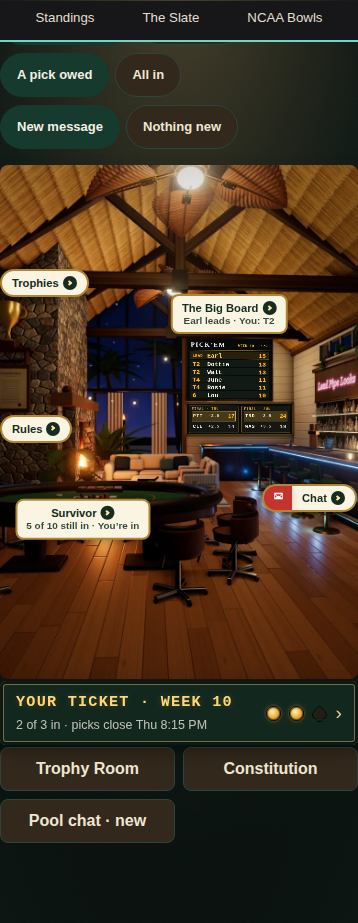 Standings The Slate NCAA Bowls
A pick owed All in
New message Nothing new
Trophies
The Big Board
Earl leads · You: T2
PICK'EM
Earl 15
T2 Dottie 13
T2 Walt 13
T4 June 11
T4 Rosie 11
6 Lou 10
Rules
Survivor
5 of 10 still in · You're in
Chat
YOUR TICKET · WEEK 10
2 of 3 in · picks close Thu 8:15 PM
Trophy Room Constitution
Pool chat · new